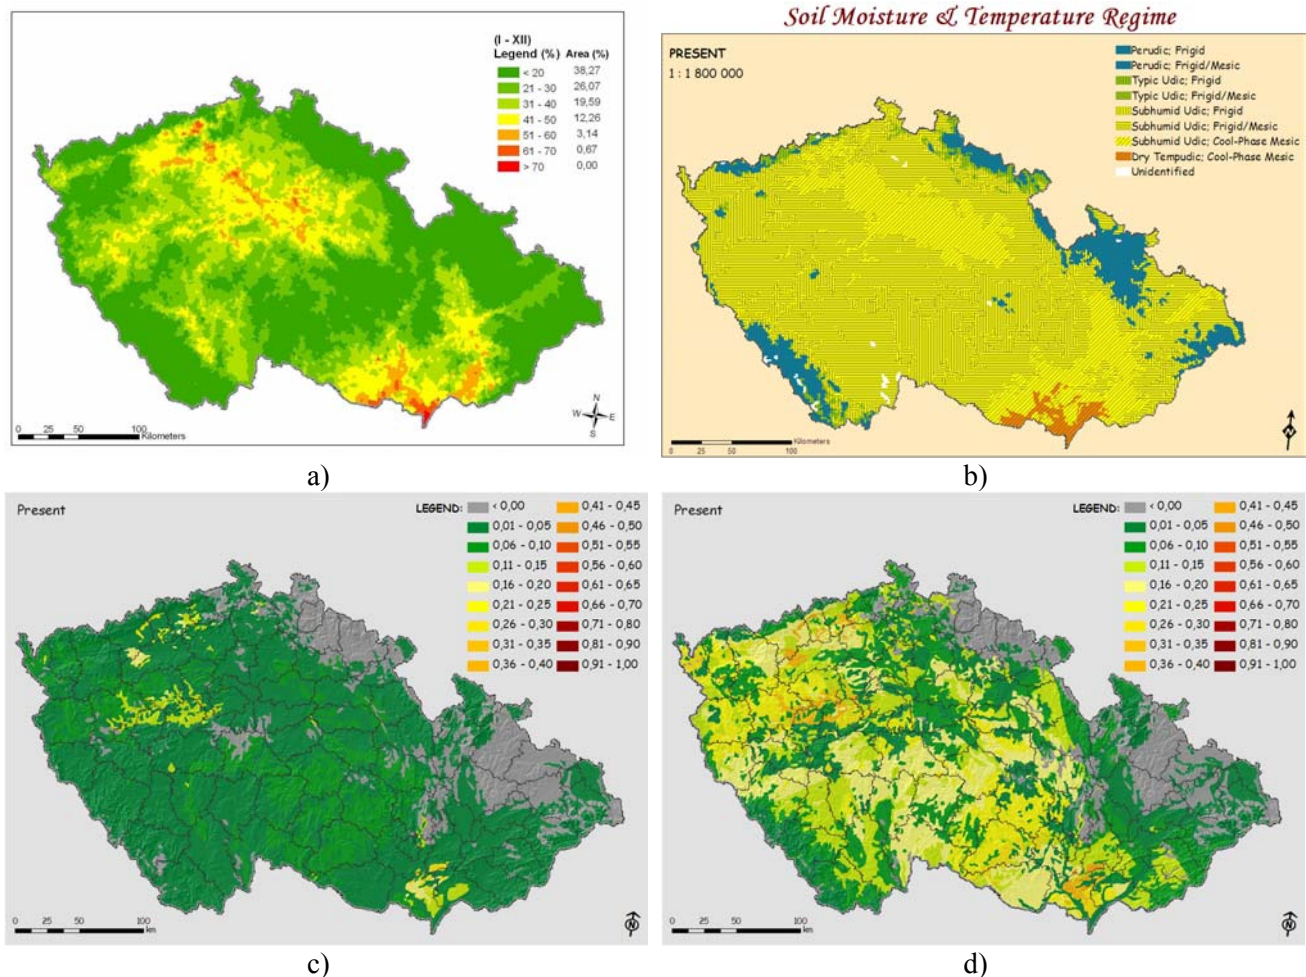 (I - XII)
Legend (%) Area (%)
< 20 38,27
21 - 30 26,07
31 - 40 19,59
41 - 50 12,26
51 - 60 3,14
61 - 70 0,67
> 70 0,00
N
W E
S
0 25 50 100
Kilometers
a)
Soil Moisture & Temperature Regime
PRESENT
1 : 1 800 000
Perudic; Frigid
Perudic; Frigid/Mesic
Typic Udic; Frigid
Typic Udic; Frigid/Mesic
Subhumid Udic; Frigid
Subhumid Udic; Frigid/Mesic
Subhumid Udic; Cool-Phase Mesic
Dry Tempudic; Cool-Phase Mesic
Unidentified
Kilometers
0 25 50 100
N
b)
Present
LEGEND: < 0,00 0,41 - 0,45
0,01 - 0,05 0,46 - 0,50
0,06 - 0,10 0,51 - 0,55
0,11 - 0,15 0,56 - 0,60
0,16 - 0,20 0,61 - 0,65
0,21 - 0,25 0,66 - 0,70
0,26 - 0,30 0,71 - 0,80
0,31 - 0,35 0,81 - 0,90
0,36 - 0,40 0,91 - 1,00
0 25 50 100
km
N
c)
Present
LEGEND: < 0,00 0,41 - 0,45
0,01 - 0,05 0,46 - 0,50
0,06 - 0,10 0,51 - 0,55
0,11 - 0,15 0,56 - 0,60
0,16 - 0,20 0,61 - 0,65
0,21 - 0,25 0,66 - 0,70
0,26 - 0,30 0,71 - 0,80
0,31 - 0,35 0,81 - 0,90
0,36 - 0,40 0,91 - 1,00
0 25 50 100
km
N
d)